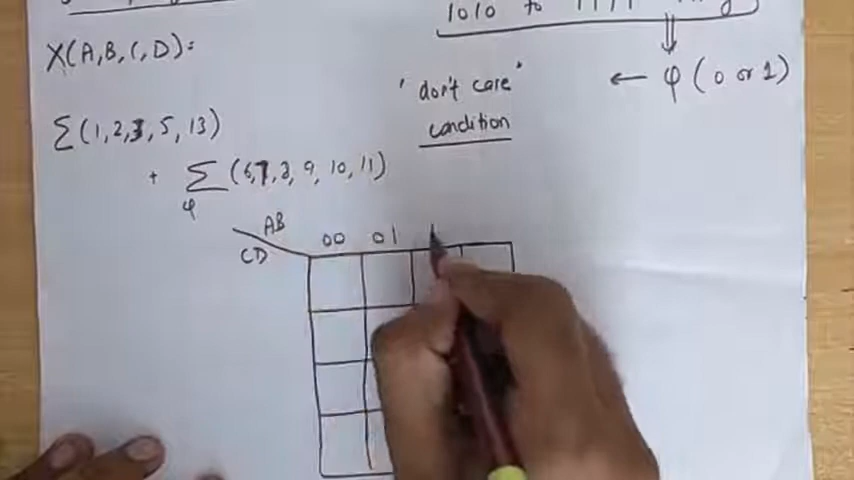 1010 to 1111
X(A,B,C,D):
Σ(1,2,3,5,13)
+ Σ(6,7,8,9,10,11)
φ
'don't care'
condition
← φ(0 or 1)
AB
CD
00 01